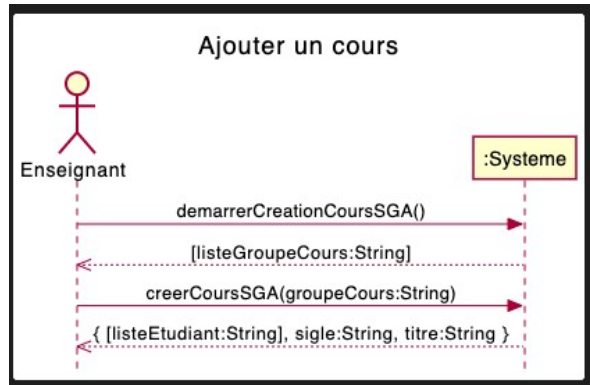 Ajouter un cours
Enseignant
:Systeme
demarrerCreationCoursSGA()
[listeGroupeCours:String]
creerCoursSGA(groupeCours:String)
{ [listeEtudiant:String], sigle:String, titre:String }